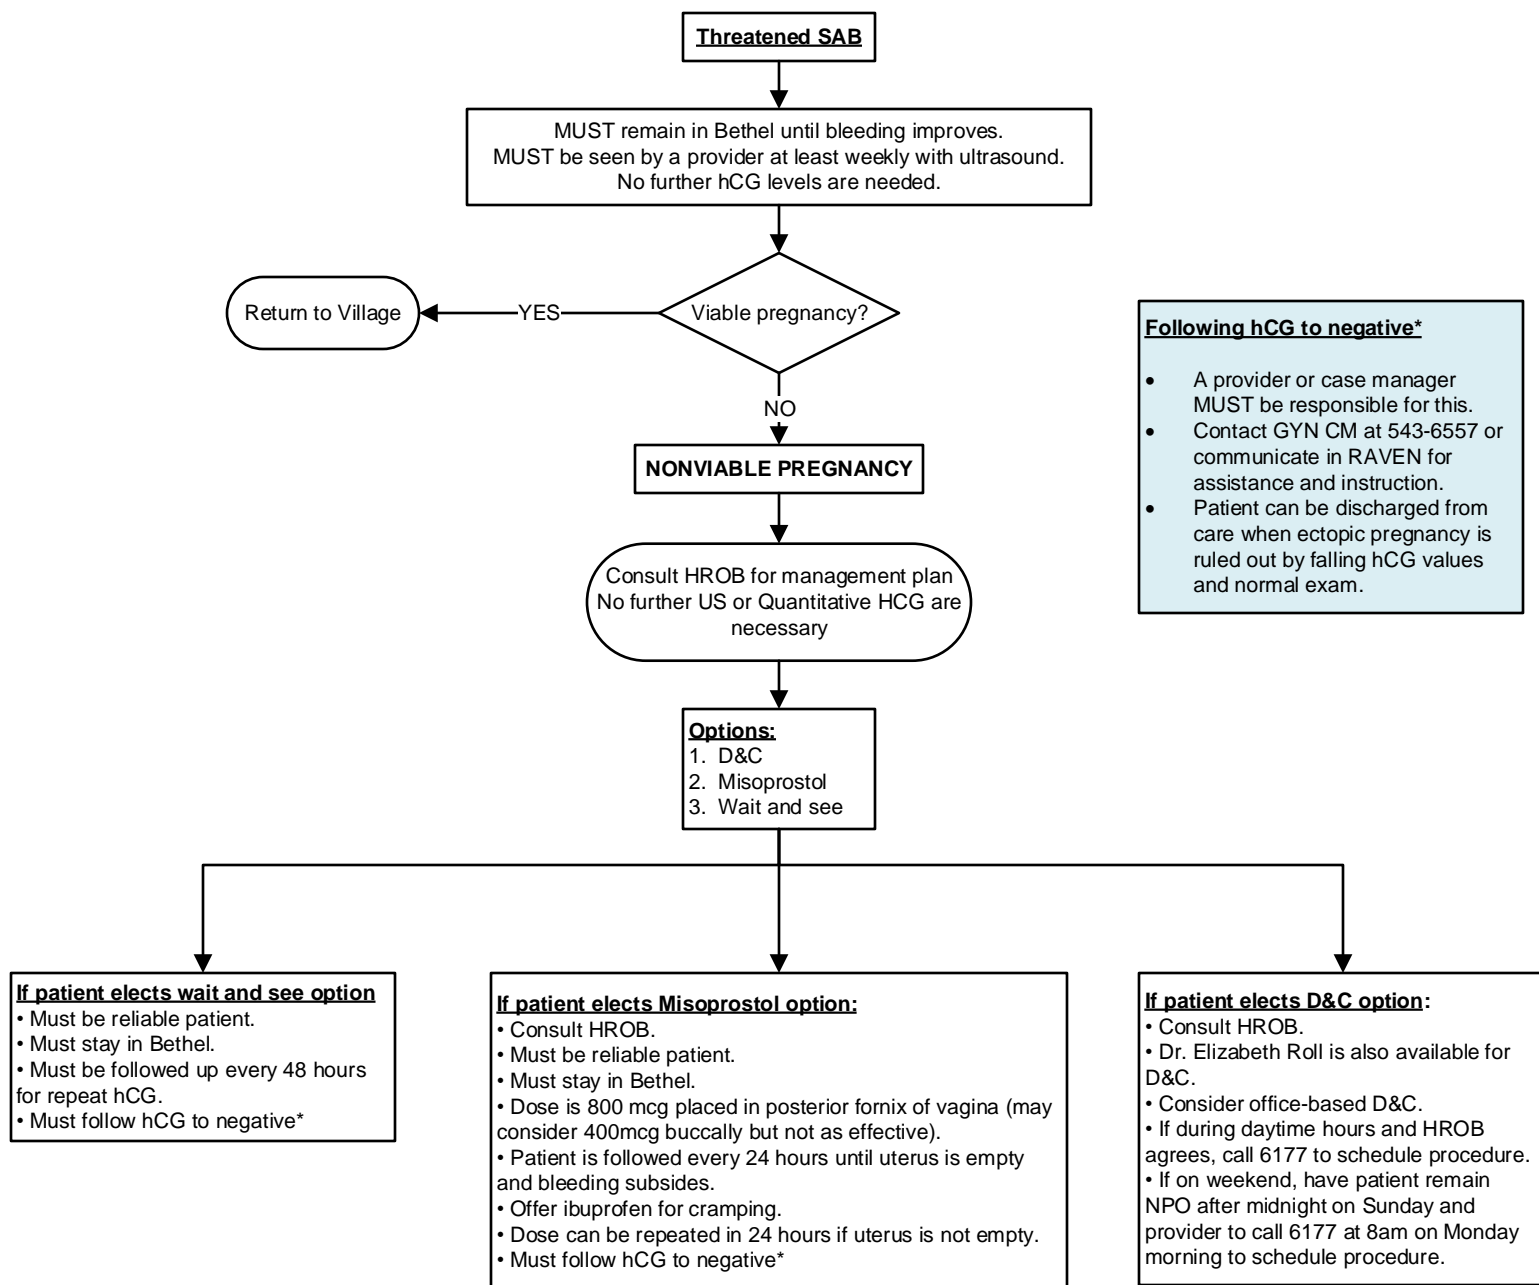 Threatened SAB
MUST remain in Bethel until bleeding improves.
MUST be seen by a provider at least weekly with ultrasound.
No further hCG levels are needed.
Viable pregnancy?
YES
Return to Village
NO
NONVIABLE PREGNANCY
Consult HROB for management plan
No further US or Quantitative HCG are
necessary
Options:
1. D&C
2. Misoprostol
3. Wait and see
Following hCG to negative*
• A provider or case manager
MUST be responsible for this.
• Contact GYN CM at 543-6557 or
communicate in RAVEN for
assistance and instruction.
• Patient can be discharged from
care when ectopic pregnancy is
ruled out by falling hCG values
and normal exam.
If patient elects wait and see option
• Must be reliable patient.
• Must stay in Bethel.
• Must be followed up every 48 hours
for repeat hCG.
• Must follow hCG to negative*
If patient elects Misoprostol option:
• Consult HROB.
• Must be reliable patient.
• Must stay in Bethel.
• Dose is 800 mcg placed in posterior fornix of vagina (may
consider 400mcg buccally but not as effective).
• Patient is followed every 24 hours until uterus is empty
and bleeding subsides.
• Offer ibuprofen for cramping.
• Dose can be repeated in 24 hours if uterus is not empty.
• Must follow hCG to negative*
If patient elects D&C option:
• Consult HROB.
• Dr. Elizabeth Roll is also available for
D&C.
• Consider office-based D&C.
• If during daytime hours and HROB
agrees, call 6177 to schedule procedure.
• If on weekend, have patient remain
NPO after midnight on Sunday and
provider to call 6177 at 8am on Monday
morning to schedule procedure.